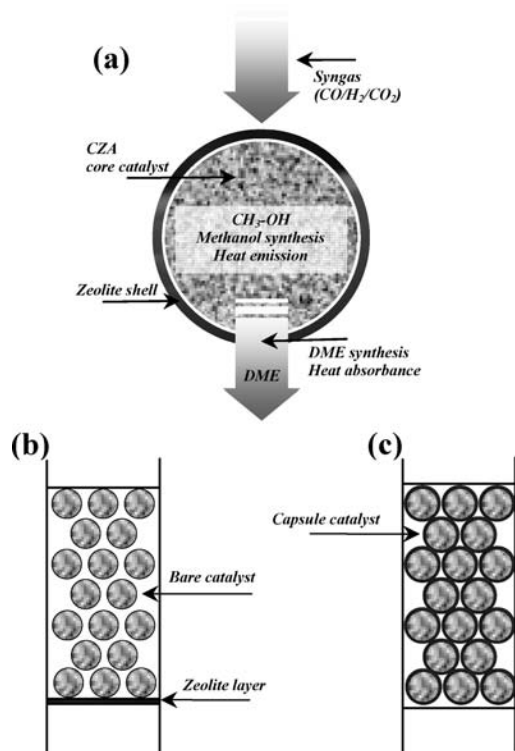 (a)
Syngas
(CO/H₂/CO₂)
CZA
core catalyst
CH₃-OH
Methanol synthesis
Heat emission
Zeolite shell
DME synthesis
Heat absorbance
DME
(b)
(c)
Capsule catalyst
Bare catalyst
Zeolite layer